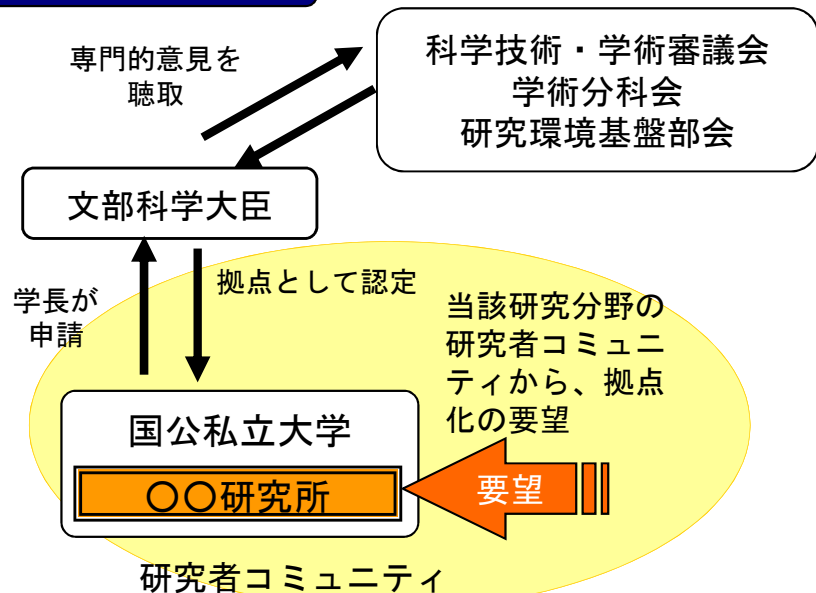 専門的意見を
聴取
科学技術・学術審議会
学術分科会
研究環境基盤部会
文部科学大臣
学長が
申請
拠点として認定
当該研究分野の
研究者コミュニ
ティから、拠点
化の要望
国公私立大学
〇〇研究所
要望
研究者コミュニティ